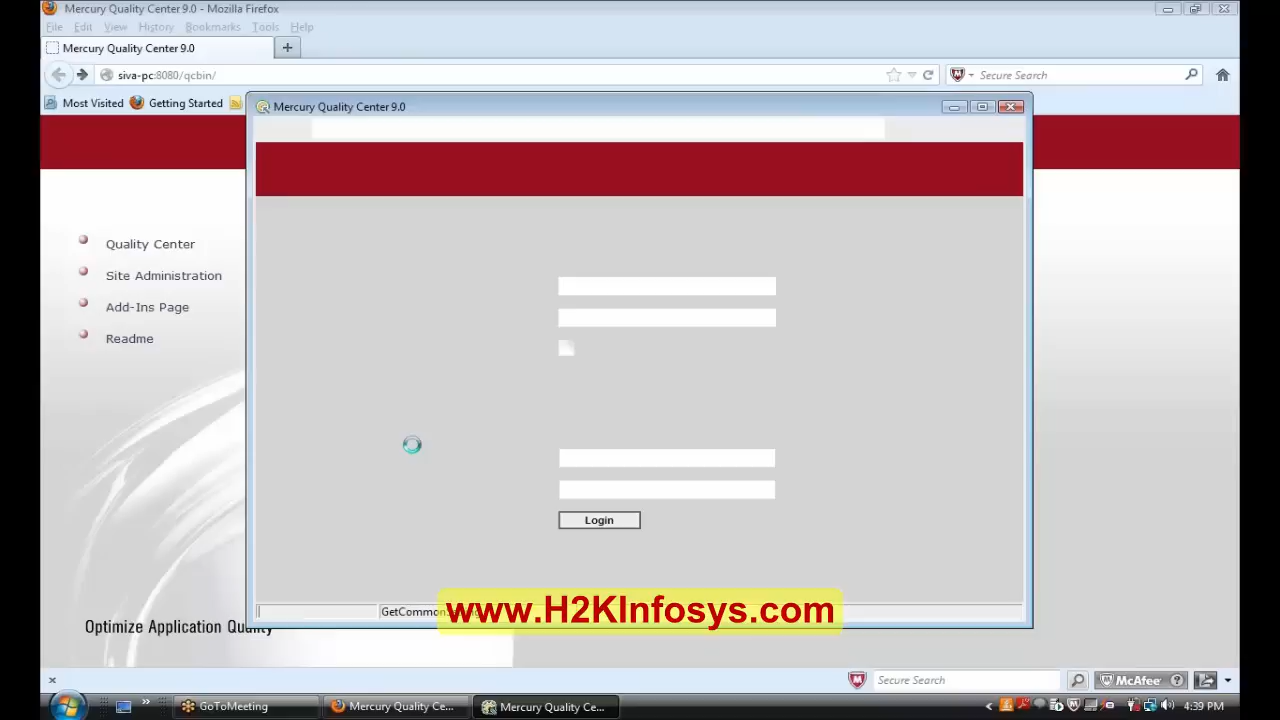 Mercury Quality Center 9.0 - Mozilla Firefox
File Edit View History Bookmarks Tools Help
Mercury Quality Center 9.0
siva-pc:8080/qcbin/
Secure Search
Most Visited Getting Started
Mercury Quality Center 9.0
Quality Center
Site Administration
Add-Ins Page
Readme
Login
GetCommon
www.H2KInfosys.com
Optimize Application Quality
Secure Search
McAfee
GoToMeeting
Mercury Quality Ce...
Mercury Quality Ce...
4:39 PM